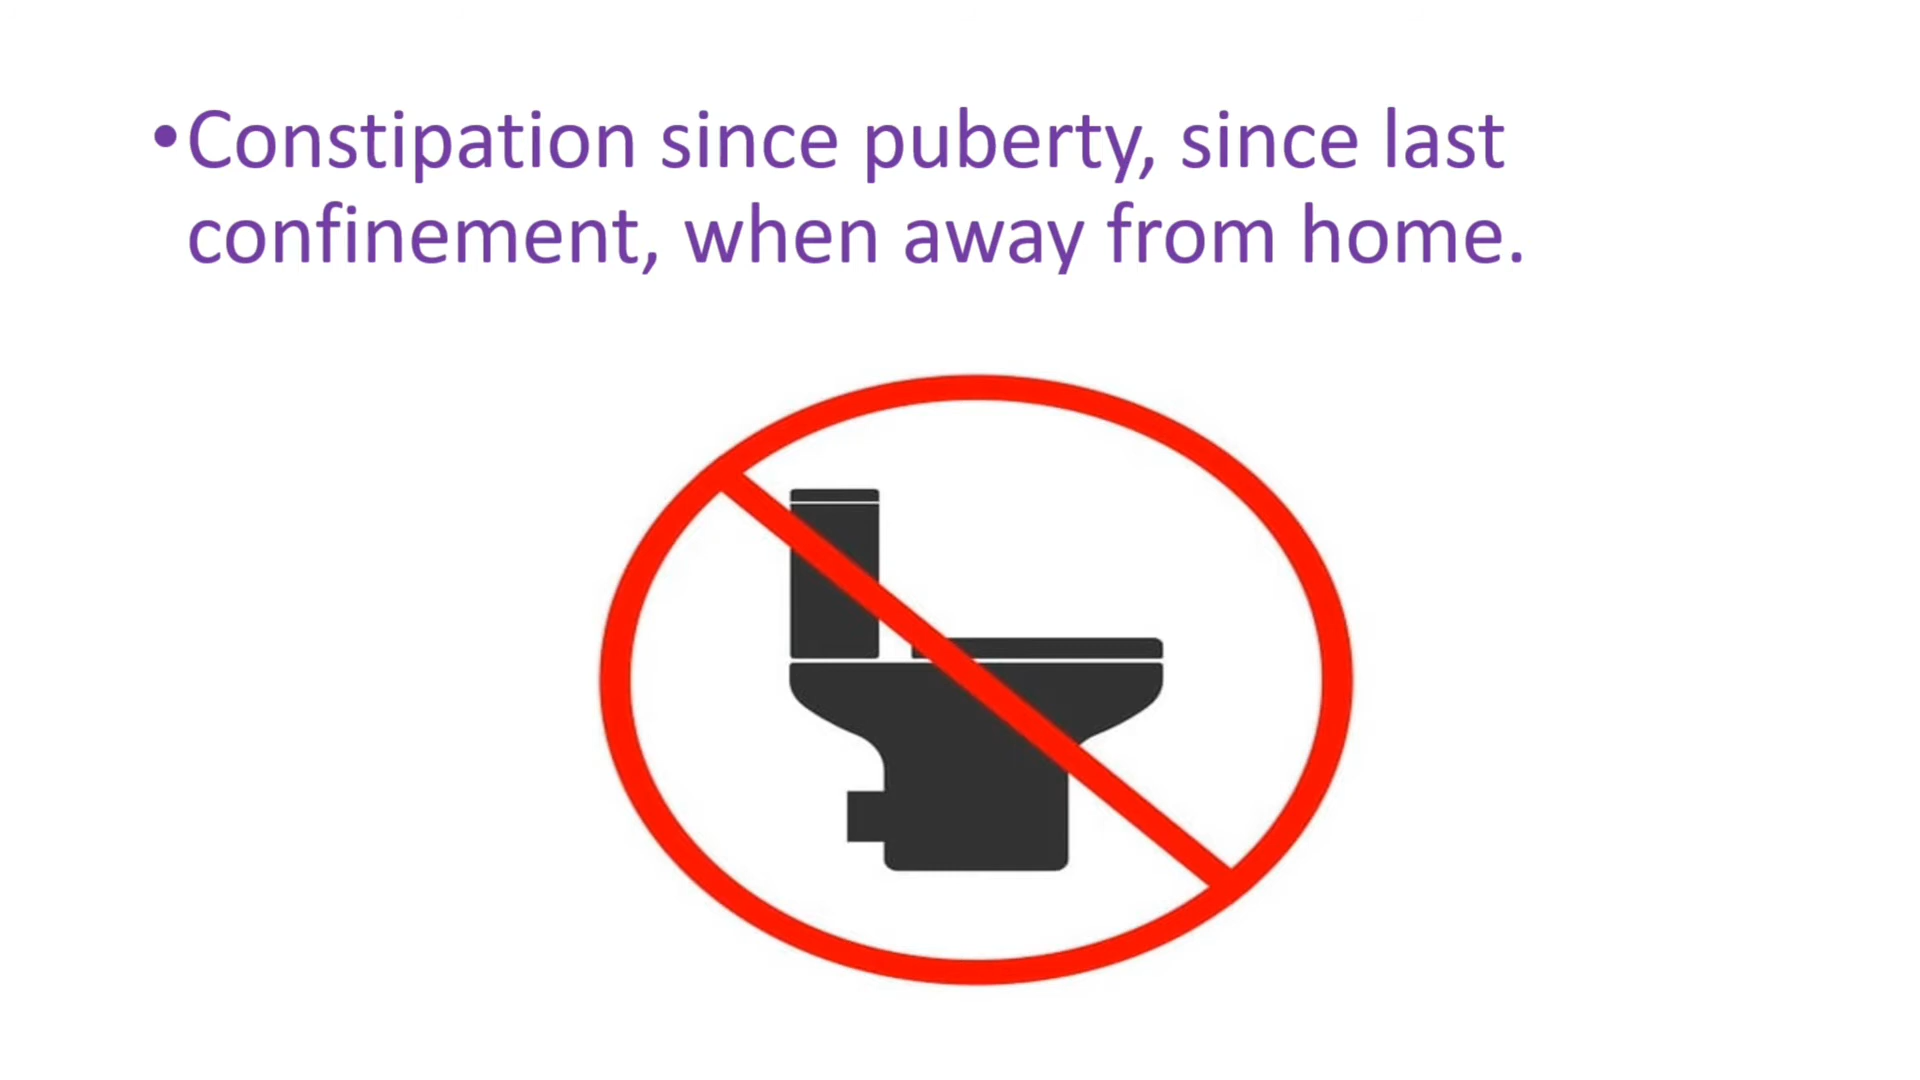 •Constipation since puberty, since last
confinement, when away from home.